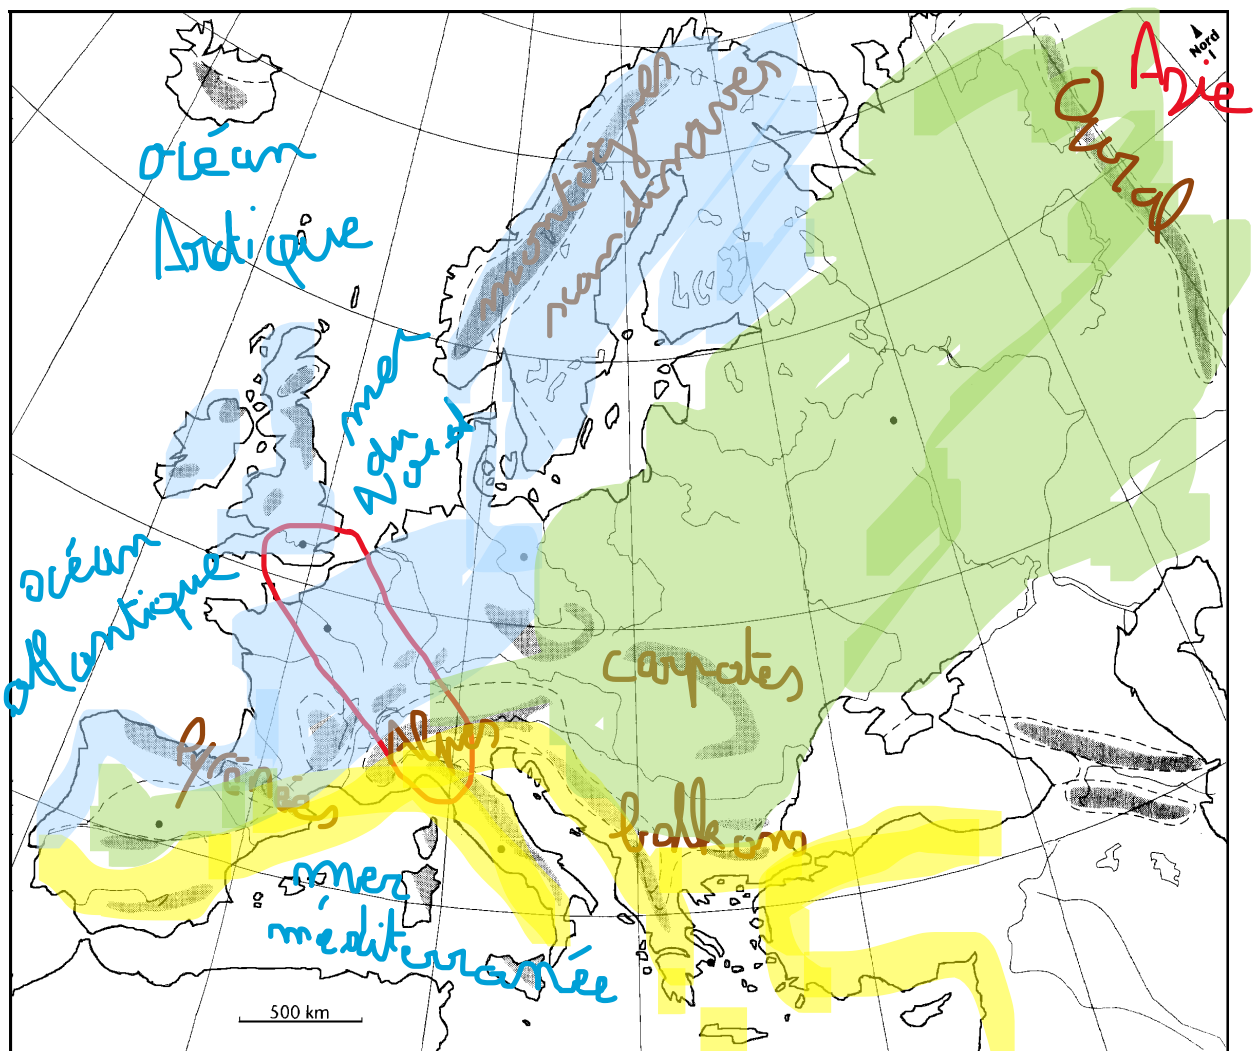 Asie
Nord
Oural
océan
Arctique
montagnes
scandinaves
mer
du
Nord
océan
atlantique
carpates
Alpes
Pyrénées
balkan
mer
méditerranée
500 km